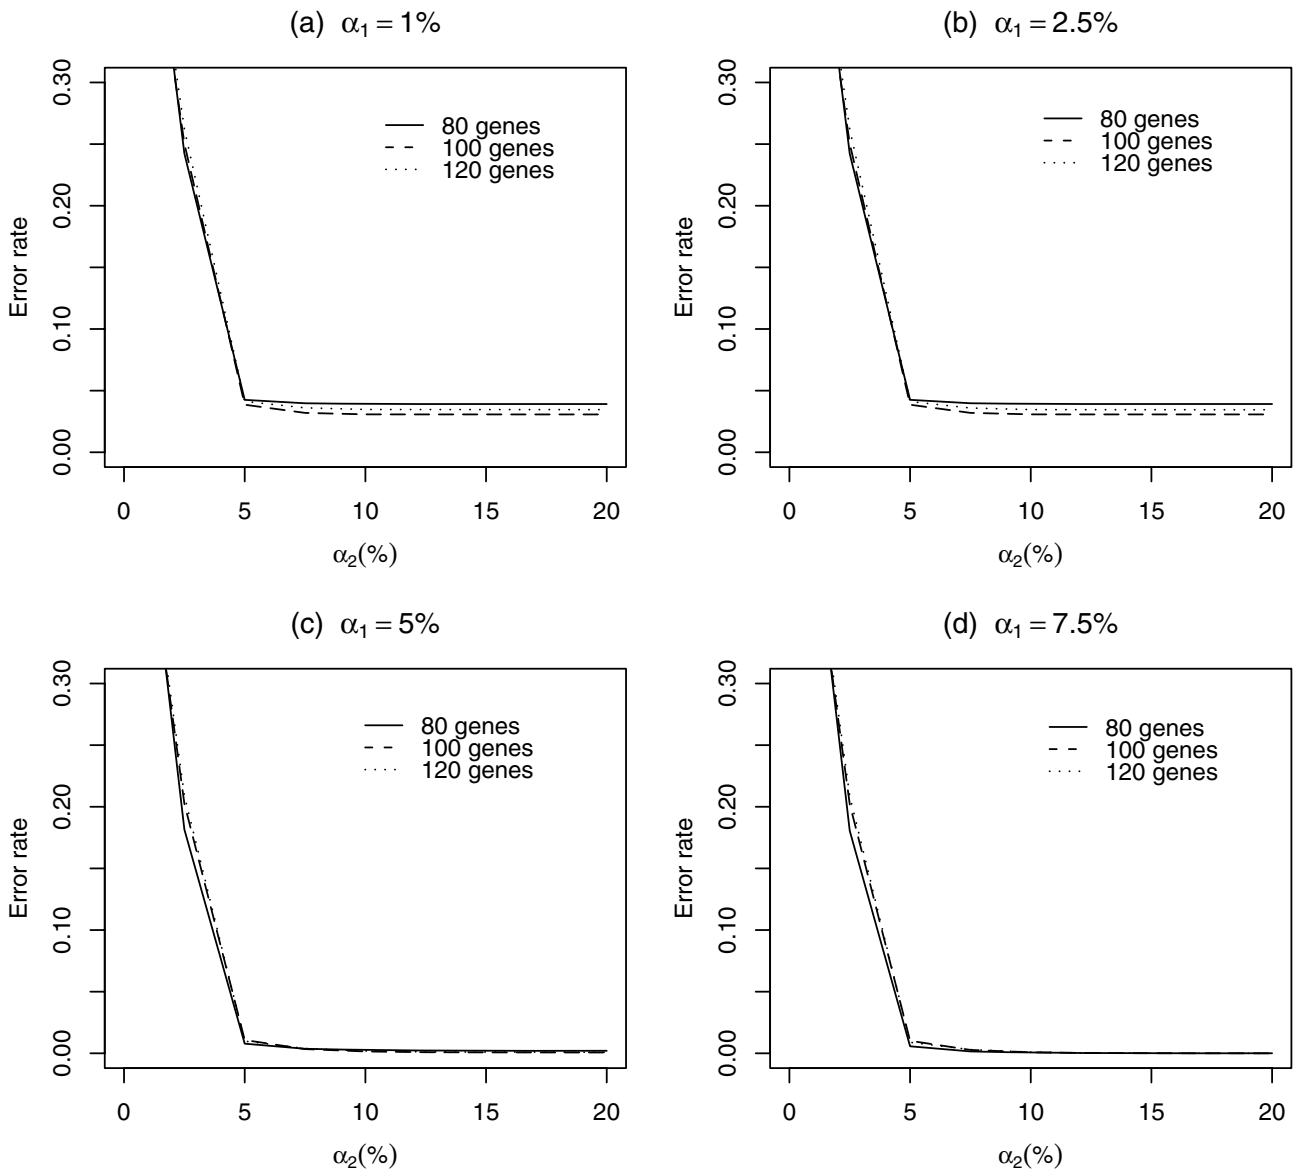 (a) α₁ = 1%
0.30
0.20
0.10
0.00
Error rate
80 genes
100 genes
120 genes
0 5 10 15 20
α₂(%)
(b) α₁ = 2.5%
0.30
0.20
0.10
0.00
Error rate
80 genes
100 genes
120 genes
0 5 10 15 20
α₂(%)
(c) α₁ = 5%
0.30
0.20
0.10
0.00
Error rate
80 genes
100 genes
120 genes
0 5 10 15 20
α₂(%)
(d) α₁ = 7.5%
0.30
0.20
0.10
0.00
Error rate
80 genes
100 genes
120 genes
0 5 10 15 20
α₂(%)